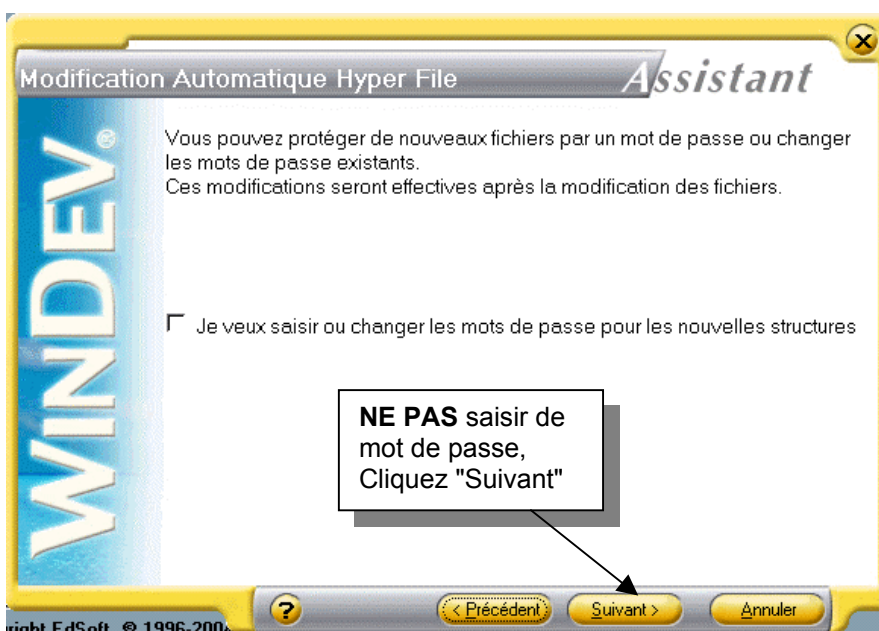 Modification Automatique Hyper File
Assistant
WINDEV®
Vous pouvez protéger de nouveaux fichiers par un mot de passe ou changer
les mots de passe existants.
Ces modifications seront effectives après la modification des fichiers.
Je veux saisir ou changer les mots de passe pour les nouvelles structures
NE PAS saisir de
mot de passe,
Cliquez "Suivant"
?
< Précédent
Suivant >
Annuler
EdSoft © 1996-200